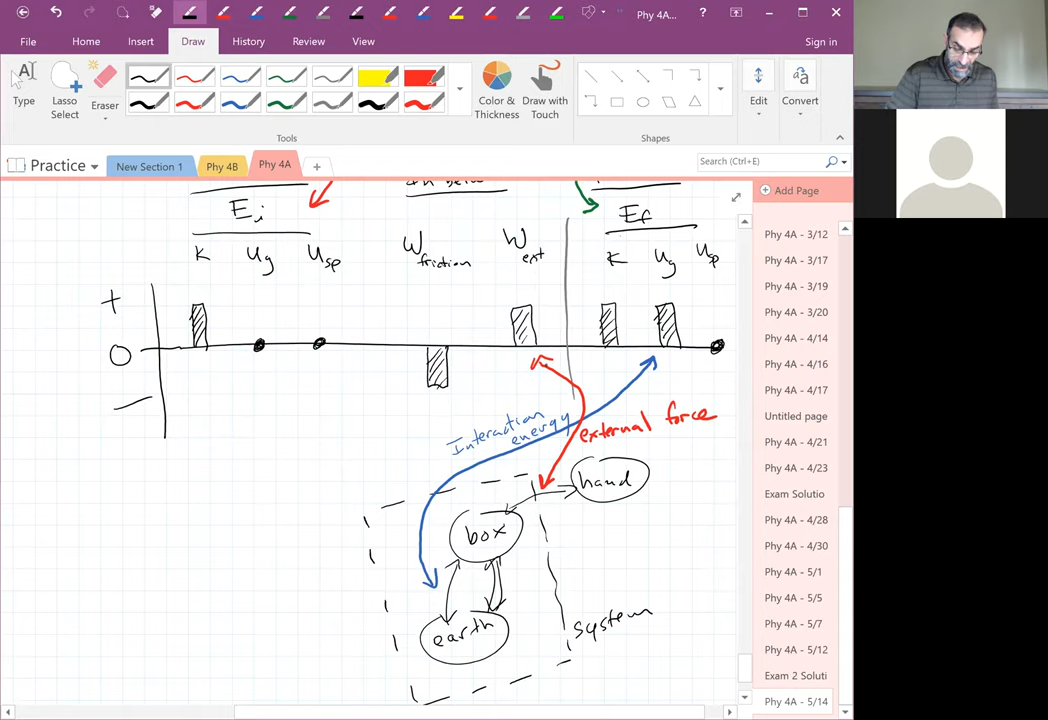 Phy 4A...
?
File
Home
Insert
Draw
History
Review
View
Sign in
Type
Lasso
Select
Eraser
Color &
Thickness
Draw with
Touch
Edit
Convert
Tools
Shapes
Practice
New Section 1
Phy 4B
Phy 4A
+
Search (Ctrl+E)
Add Page
Phy 4A - 3/12
Phy 4A - 3/17
Phy 4A - 3/19
Phy 4A - 3/20
Phy 4A - 4/14
Phy 4A - 4/16
Phy 4A - 4/17
Untitled page
Phy 4A - 4/21
Phy 4A - 4/23
Exam Solutio
Phy 4A - 4/28
Phy 4A - 4/30
Phy 4A - 5/1
Phy 4A - 5/5
Phy 4A - 5/7
Phy 4A - 5/12
Exam 2 Soluti
Phy 4A - 5/14
below
Ei
Ef
K Ug Usp Wfriction Wext K Ug Usp
+
0
-
Interaction
energy
external force
hand
box
earth
system